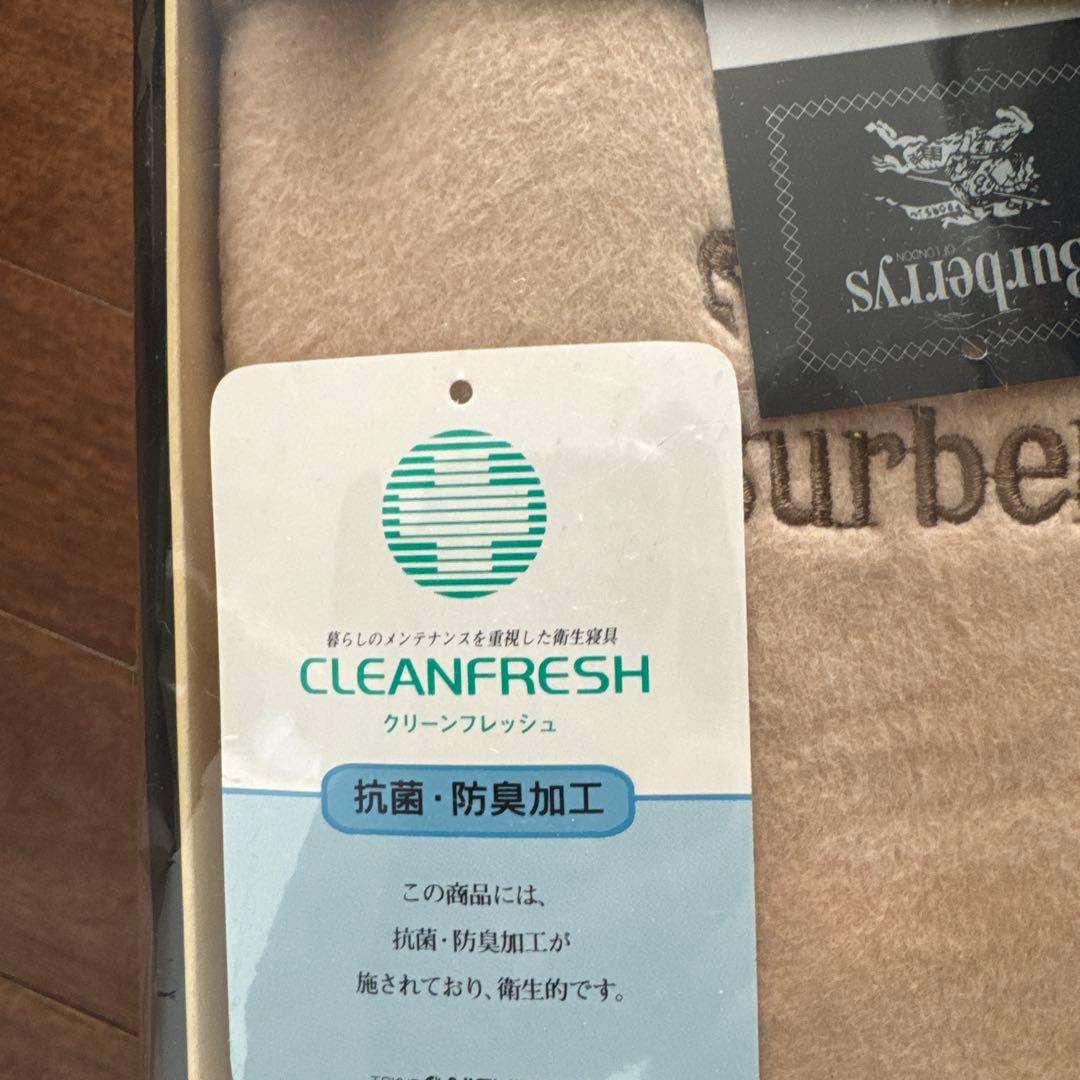 Burberrys
OF LONDON
urbe
暮らしのメンテナンスを重視した衛生寝具
CLEANFRESH
クリーンフレッシュ
抗菌・防臭加工
この商品には、
抗菌・防臭加工が
施されており、衛生的です。